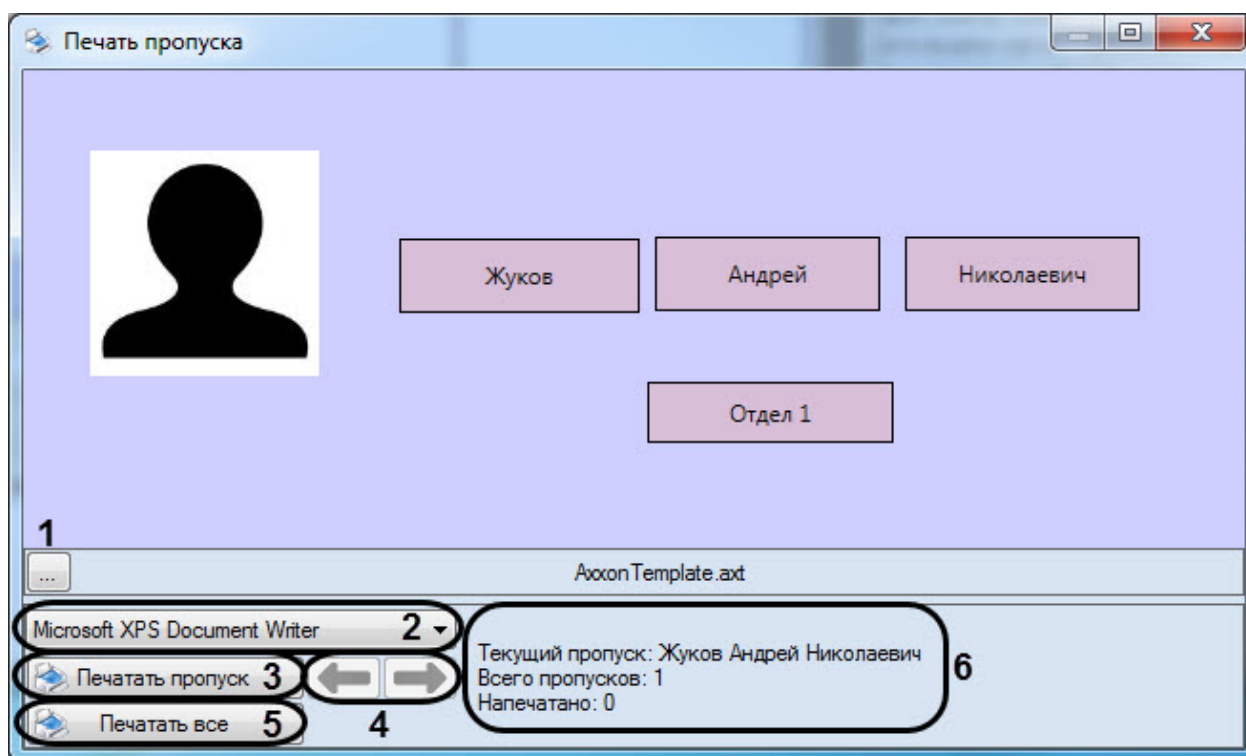 Печать пропуска
Жуков
Андрей
Николаевич
Отдел 1
1
...
AxxonTemplate.axt
Microsoft XPS Document Writer
2
Печатать пропуск
3
4
Печатать все
5
Текущий пропуск: Жуков Андрей Николаевич
Всего пропусков: 1
Напечатано: 0
6